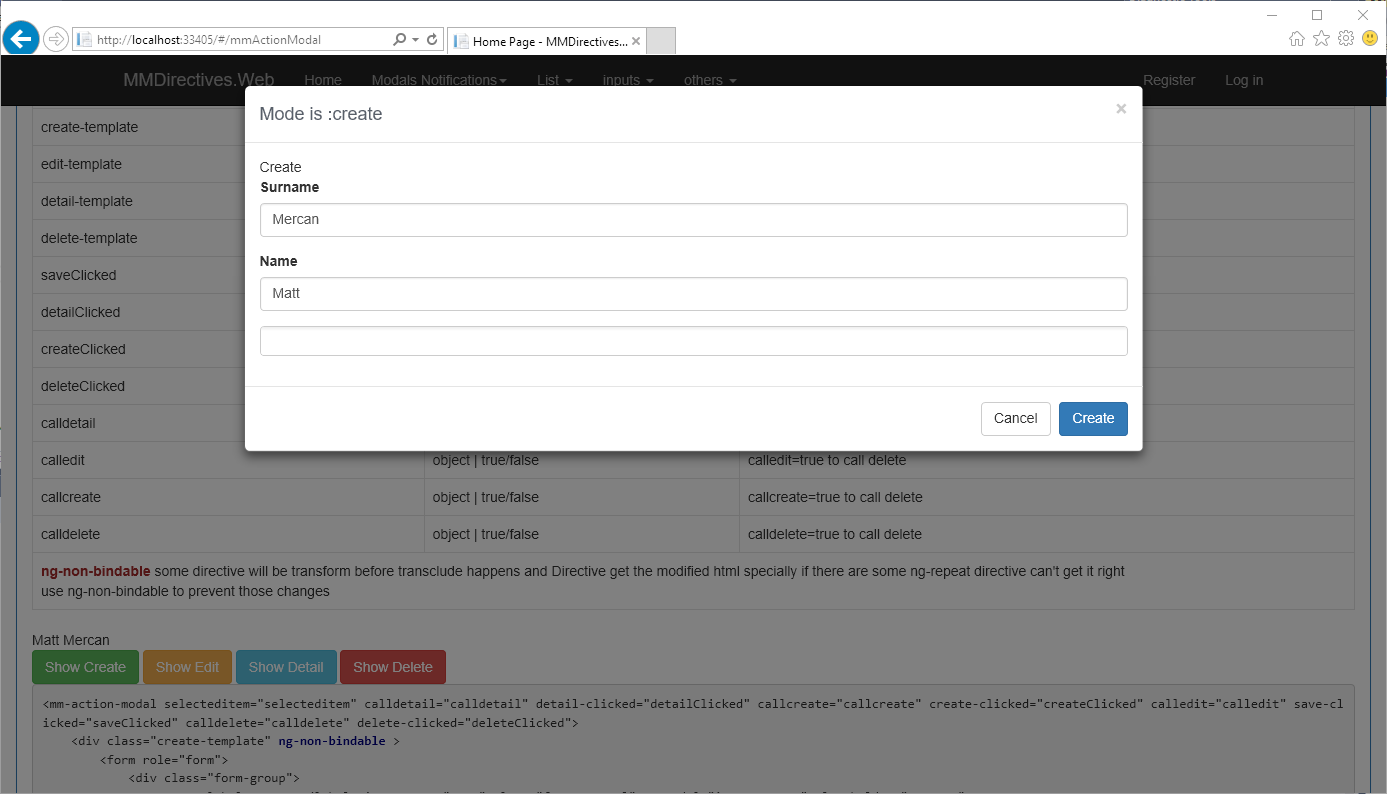 http://localhost:33405/#/mmActionModal
Home Page - MMDirectives...
MMDirectives.Web Home Modals Notifications List inputs others Register Log in
Mode is :create ×
Create
Surname
Mercan
Name
Matt
Cancel Create
create-template
edit-template
detail-template
delete-template
saveClicked
detailClicked
createClicked
deleteClicked
calldetail
calledit object | true/false calledit=true to call delete
callcreate object | true/false callcreate=true to call delete
calldelete object | true/false calldelete=true to call delete
ng-non-bindable some directive will be transform before transclude happens and Directive get the modified html specially if there are some ng-repeat directive can't get it right
use ng-non-bindable to prevent those changes
Matt Mercan
Show Create Show Edit Show Detail Show Delete
<mm-action-modal selecteditem="selecteditem" calldetail="calldetail" detail-clicked="detailClicked" callcreate="callcreate" create-clicked="createClicked" calledit="calledit" save-cl
icked="saveClicked" calldelete="calldelete" delete-clicked="deleteClicked">
<div class="create-template" ng-non-bindable >
<form role="form">
<div class="form-group">